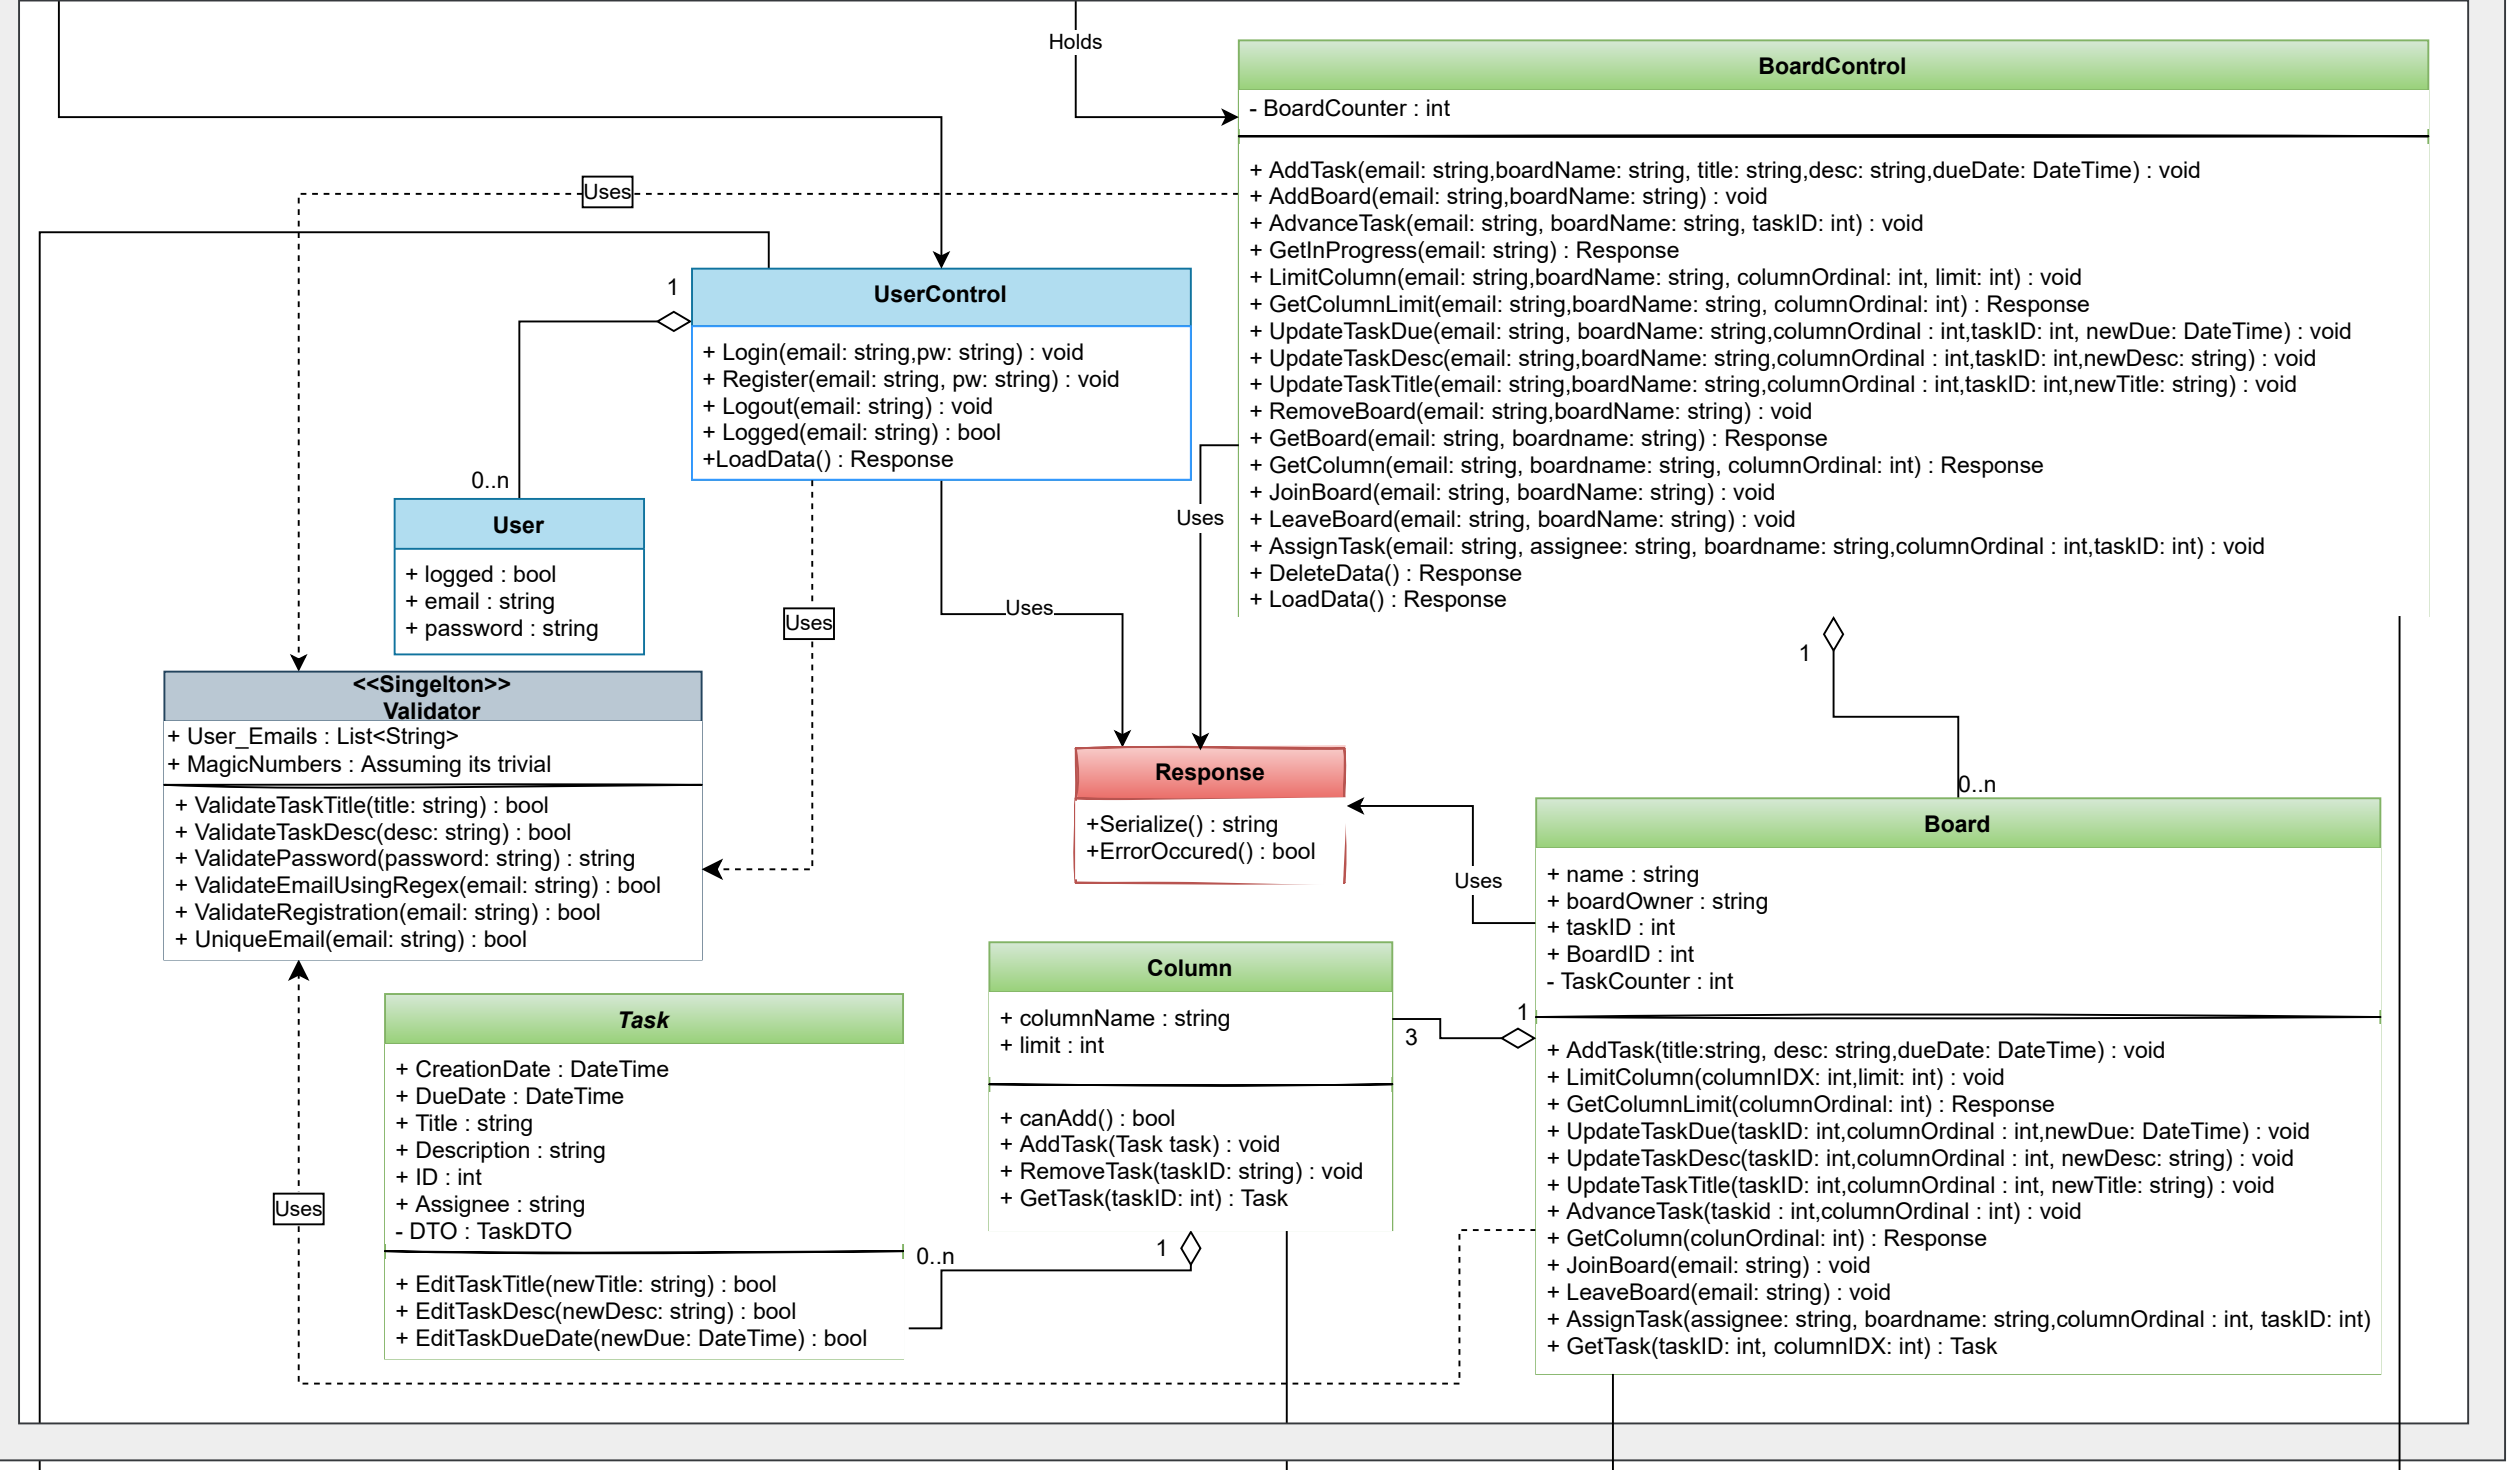 Holds
BoardControl
- BoardCounter : int
+ AddTask(email: string,boardName: string, title: string,desc: string,dueDate: DateTime) : void
+ AddBoard(email: string,boardName: string) : void
+ AdvanceTask(email: string, boardName: string, taskID: int) : void
+ GetInProgress(email: string) : Response
+ LimitColumn(email: string,boardName: string, columnOrdinal: int, limit: int) : void
+ GetColumnLimit(email: string,boardName: string, columnOrdinal: int) : Response
+ UpdateTaskDue(email: string, boardName: string,columnOrdinal : int,taskID: int, newDue: DateTime) : void
+ UpdateTaskDesc(email: string,boardName: string,columnOrdinal : int,taskID: int,newDesc: string) : void
+ UpdateTaskTitle(email: string,boardName: string,columnOrdinal : int,taskID: int,newTitle: string) : void
+ RemoveBoard(email: string,boardName: string) : void
+ GetBoard(email: string, boardname: string) : Response
+ GetColumn(email: string, boardname: string, columnOrdinal: int) : Response
+ JoinBoard(email: string, boardName: string) : void
+ LeaveBoard(email: string, boardName: string) : void
+ AssignTask(email: string, assignee: string, boardname: string,columnOrdinal : int,taskID: int) : void
+ DeleteData() : Response
+ LoadData() : Response
Uses
1
UserControl
+ Login(email: string,pw: string) : void
+ Register(email: string, pw: string) : void
+ Logout(email: string) : void
+ Logged(email: string) : bool
+LoadData() : Response
0..n
User
+ logged : bool
+ email : string
+ password : string
Uses
Uses
Uses
1
0..n
<<Singelton>>
Validator
+ User_Emails : List<String>
+ MagicNumbers : Assuming its trivial
+ ValidateTaskTitle(title: string) : bool
+ ValidateTaskDesc(desc: string) : bool
+ ValidatePassword(password: string) : string
+ ValidateEmailUsingRegex(email: string) : bool
+ ValidateRegistration(email: string) : bool
+ UniqueEmail(email: string) : bool
Response
+Serialize() : string
+ErrorOccured() : bool
Uses
Board
+ name : string
+ boardOwner : string
+ taskID : int
+ BoardID : int
- TaskCounter : int
+ AddTask(title:string, desc: string,dueDate: DateTime) : void
+ LimitColumn(columnIDX: int,limit: int) : void
+ GetColumnLimit(columnOrdinal: int) : Response
+ UpdateTaskDue(taskID: int,columnOrdinal : int,newDue: DateTime) : void
+ UpdateTaskDesc(taskID: int,columnOrdinal : int, newDesc: string) : void
+ UpdateTaskTitle(taskID: int,columnOrdinal : int, newTitle: string) : void
+ AdvanceTask(taskid : int,columnOrdinal : int) : void
+ GetColumn(colunOrdinal: int) : Response
+ JoinBoard(email: string) : void
+ LeaveBoard(email: string) : void
+ AssignTask(assignee: string, boardname: string,columnOrdinal : int, taskID: int)
+ GetTask(taskID: int, columnIDX: int) : Task
1
3
Column
+ columnName : string
+ limit : int
+ canAdd() : bool
+ AddTask(Task task) : void
+ RemoveTask(taskID: string) : void
+ GetTask(taskID: int) : Task
1
0..n
Task
+ CreationDate : DateTime
+ DueDate : DateTime
+ Title : string
+ Description : string
+ ID : int
+ Assignee : string
- DTO : TaskDTO
+ EditTaskTitle(newTitle: string) : bool
+ EditTaskDesc(newDesc: string) : bool
+ EditTaskDueDate(newDue: DateTime) : bool
Uses